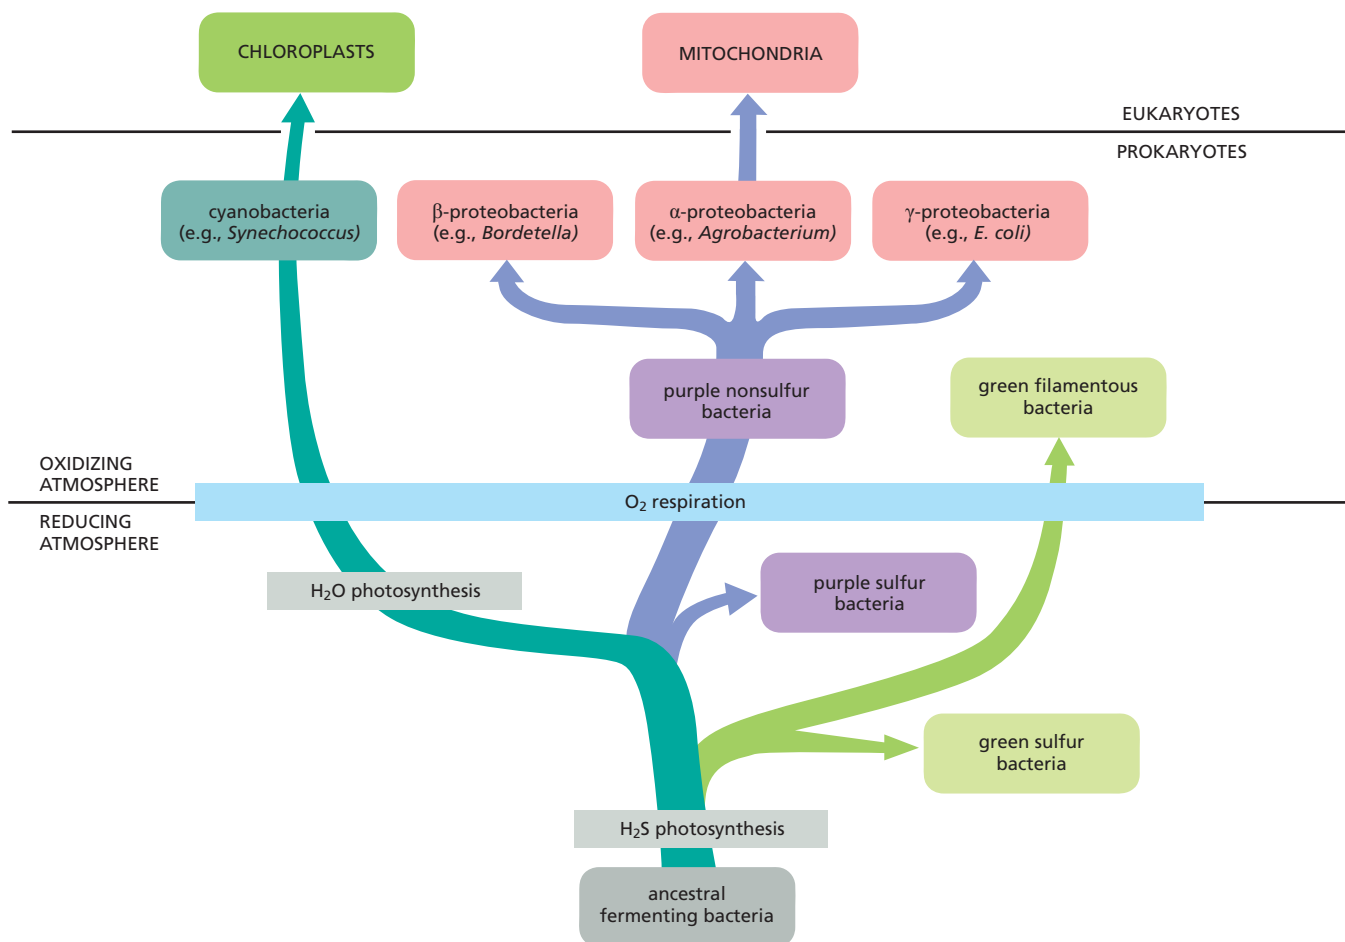 CHLOROPLASTS
MITOCHONDRIA
EUKARYOTES
PROKARYOTES
cyanobacteria
(e.g., Synechococcus)
β-proteobacteria
(e.g., Bordetella)
α-proteobacteria
(e.g., Agrobacterium)
γ-proteobacteria
(e.g., E. coli)
purple nonsulfur
bacteria
green filamentous
bacteria
OXIDIZING
ATMOSPHERE
O₂ respiration
REDUCING
ATMOSPHERE
H₂O photosynthesis
purple sulfur
bacteria
green sulfur
bacteria
H₂S photosynthesis
ancestral
fermenting bacteria